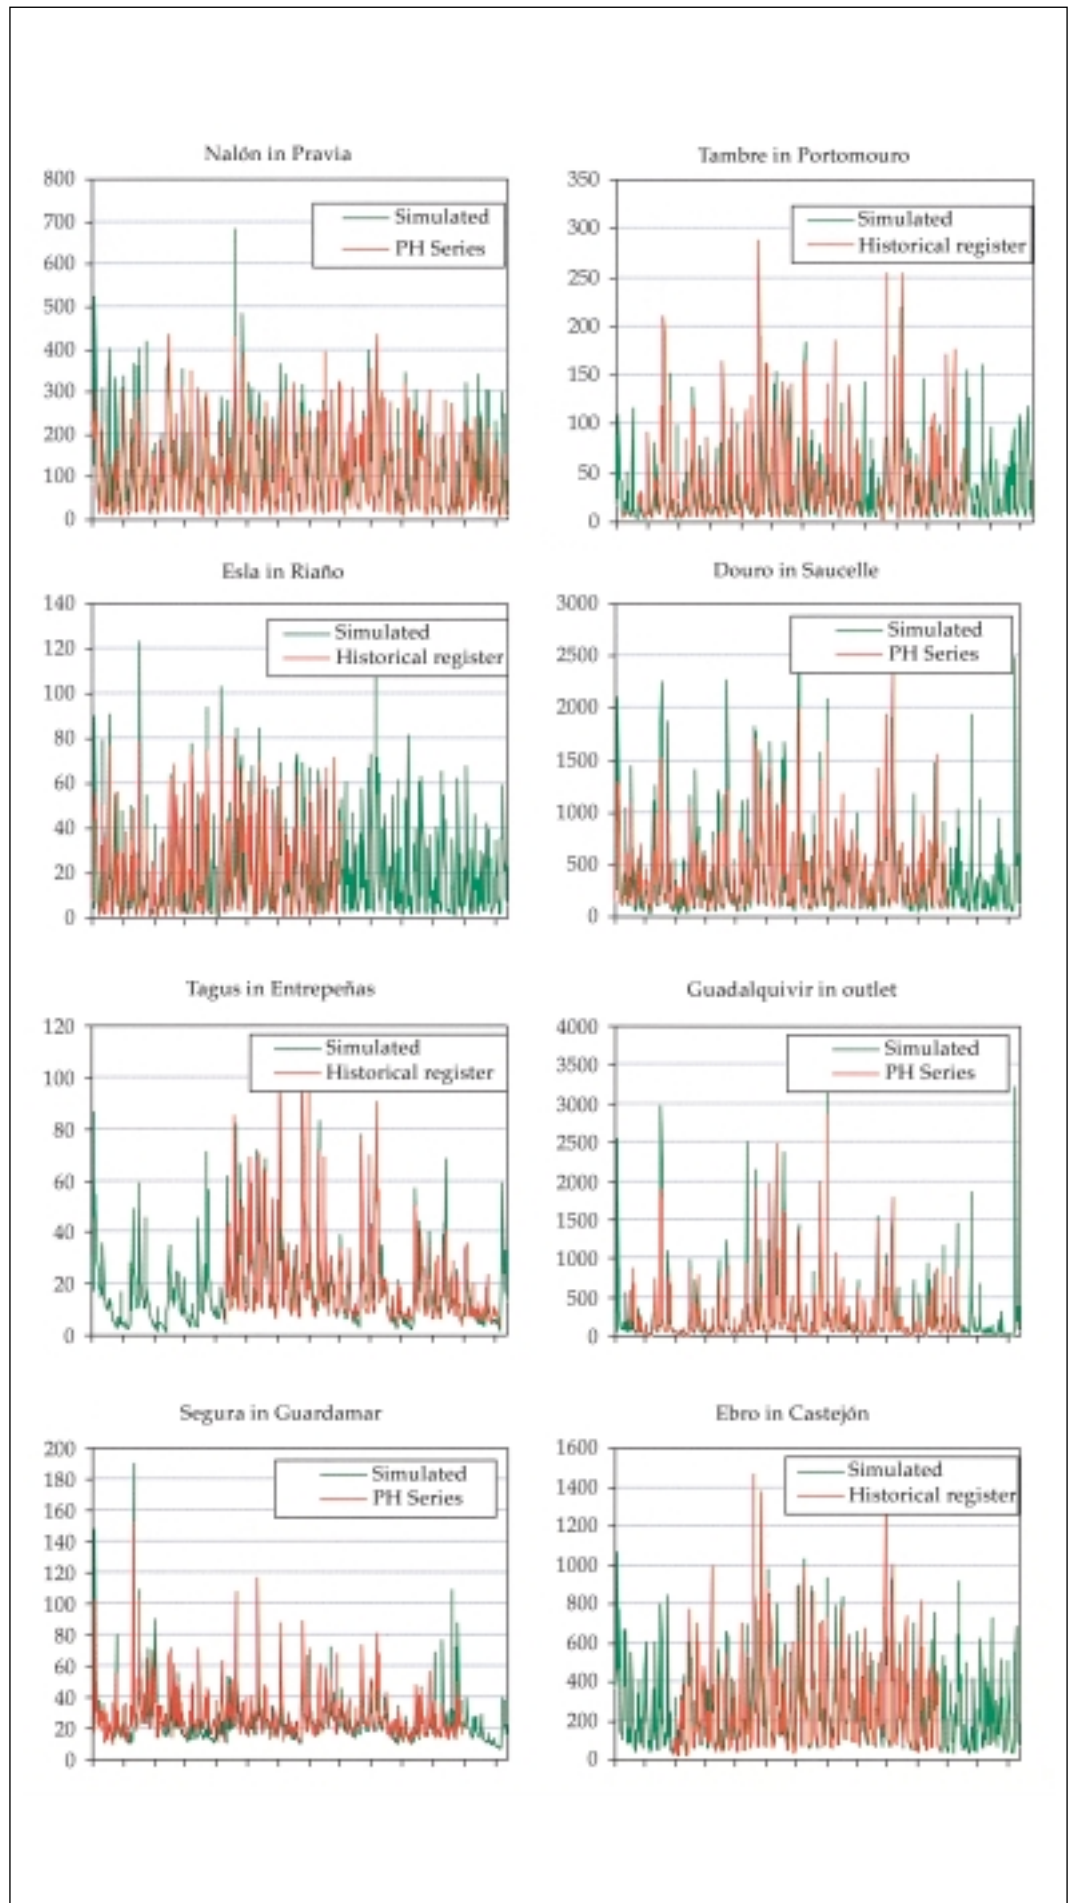 Nalón in Pravia
800
700
600
500
400
300
200
100
0
Simulated
PH Series
Tambre in Portomouro
350
300
250
200
150
100
50
0
Simulated
Historical register
Esla in Riaño
140
120
100
80
60
40
20
0
Simulated
Historical register
Douro in Saucelle
3000
2500
2000
1500
1000
500
0
Simulated
PH Series
Tagus in Entrepeñas
120
100
80
60
40
20
0
Simulated
Historical register
Guadalquivir in outlet
4000
3500
3000
2500
2000
1500
1000
500
0
Simulated
PH Series
Segura in Guardamar
200
180
160
140
120
100
80
60
40
20
0
Simulated
PH Series
Ebro in Castejón
1600
1400
1200
1000
800
600
400
200
0
Simulated
Historical register